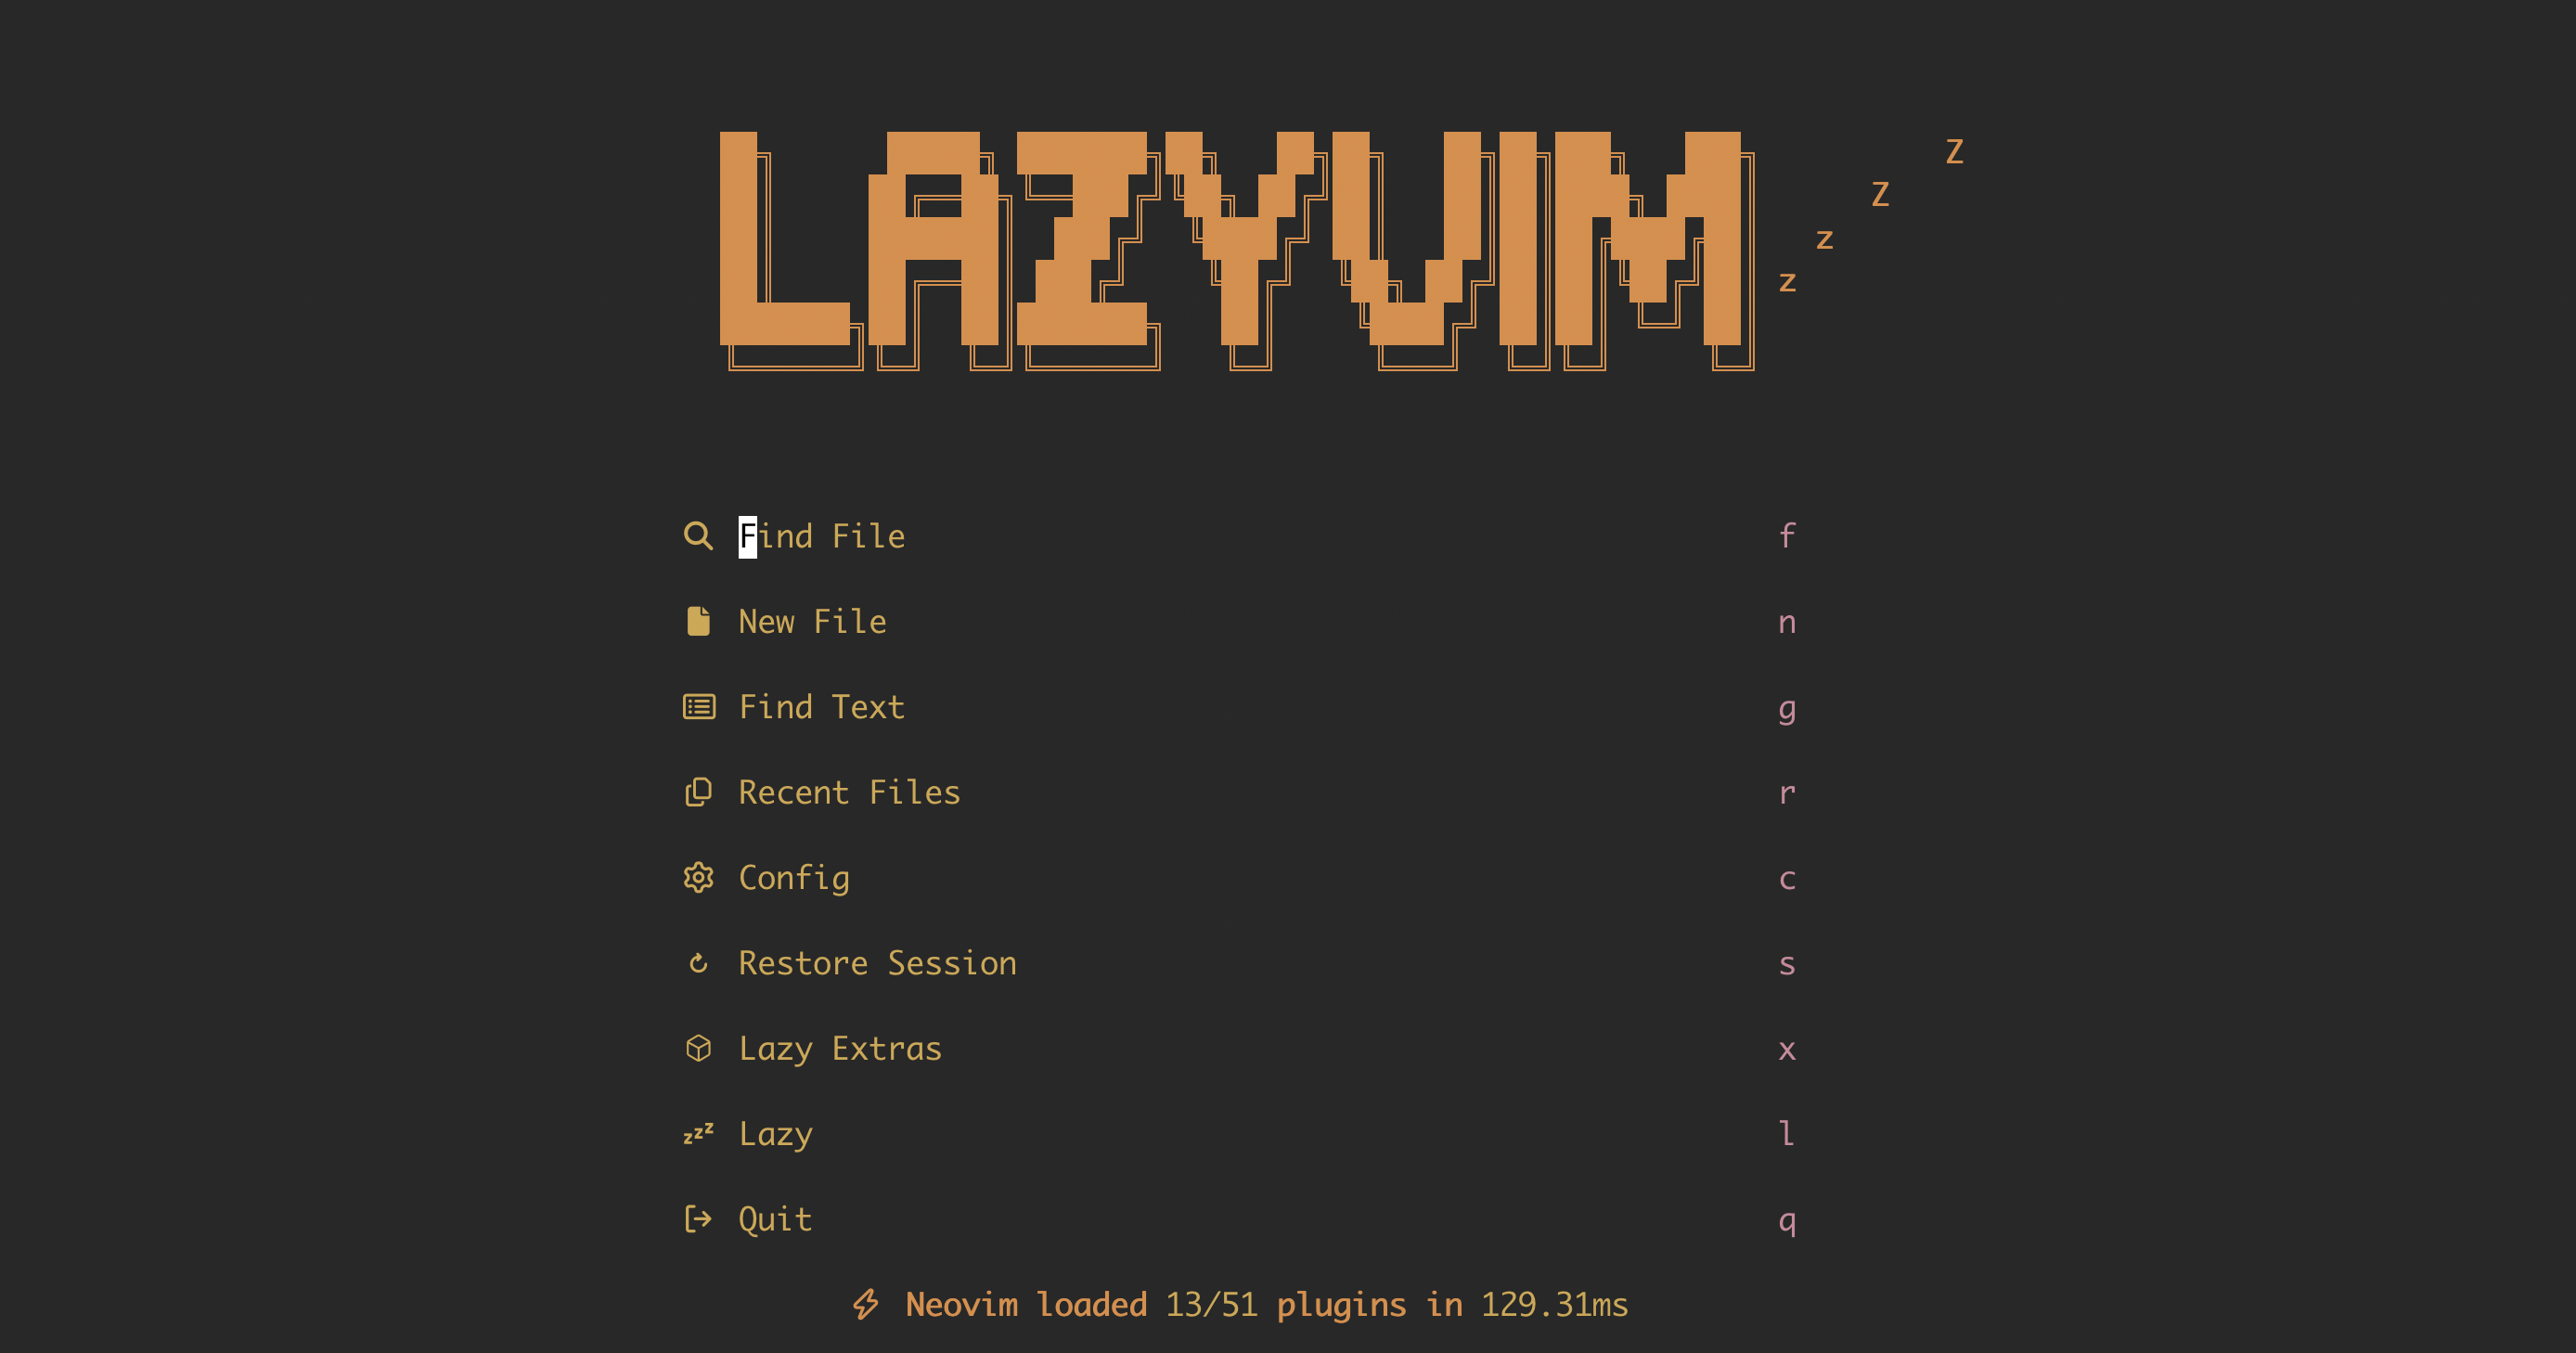 LAZYVIM
Z
Z
z
z
Find File f
New File n
Find Text g
Recent Files r
Config c
Restore Session s
Lazy Extras x
zzz Lazy l
Quit q
Neovim loaded 13/51 plugins in 129.31ms